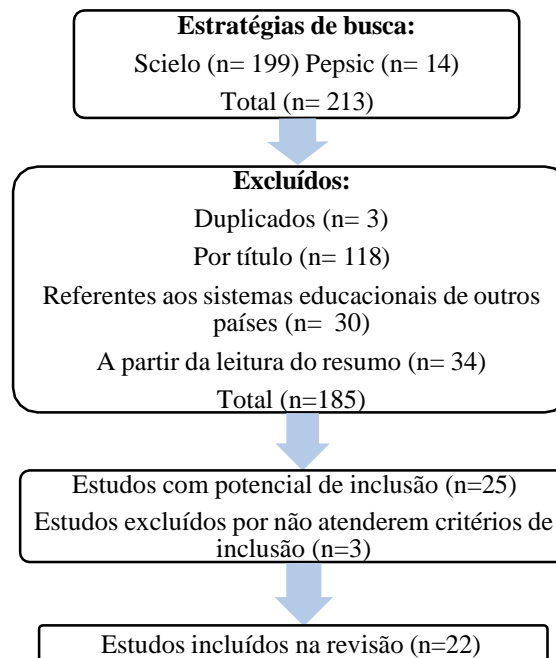 Estratégias de busca:
Scielo (n= 199) Pepsic (n= 14)
Total (n= 213)
Excluídos:
Duplicados (n= 3)
Por título (n= 118)
Referentes aos sistemas educacionais de outros
países (n= 30)
A partir da leitura do resumo (n= 34)
Total (n=185)
Estudos com potencial de inclusão (n=25)
Estudos excluídos por não atenderem critérios de
inclusão (n=3)
Estudos incluídos na revisão (n=22)